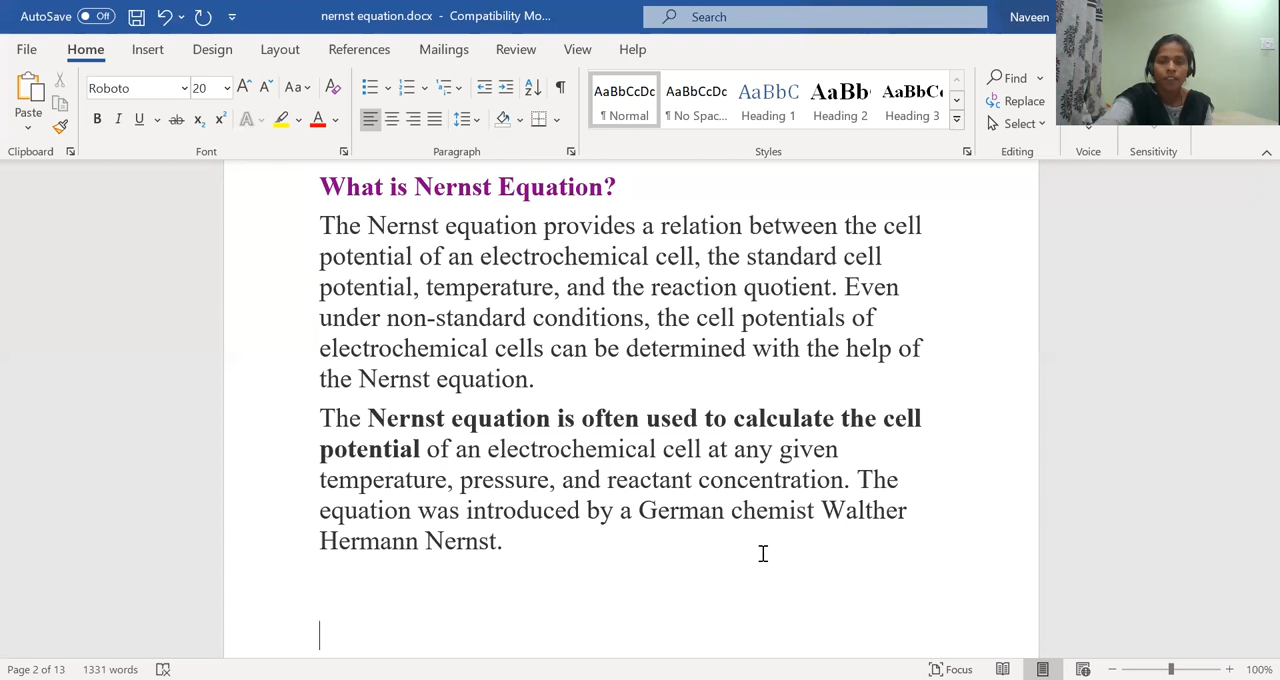 AutoSave Off nernst equation.docx - Compatibility Mo... Search Naveen
File Home Insert Design Layout References Mailings Review View Help
Paste Roboto 20 Aa AaBbCcDc AaBbCcDc AaBbC AaBb AaBbCc Find
B I U ab x₂ x² A A ¶ Normal ¶ No Spac... Heading 1 Heading 2 Heading 3 Replace
Select
Clipboard Font Paragraph Styles Editing Voice Sensitivity
What is Nernst Equation?
The Nernst equation provides a relation between the cell
potential of an electrochemical cell, the standard cell
potential, temperature, and the reaction quotient. Even
under non-standard conditions, the cell potentials of
electrochemical cells can be determined with the help of
the Nernst equation.
The Nernst equation is often used to calculate the cell
potential of an electrochemical cell at any given
temperature, pressure, and reactant concentration. The
equation was introduced by a German chemist Walther
Hermann Nernst.
Page 2 of 13 1331 words Focus 100%